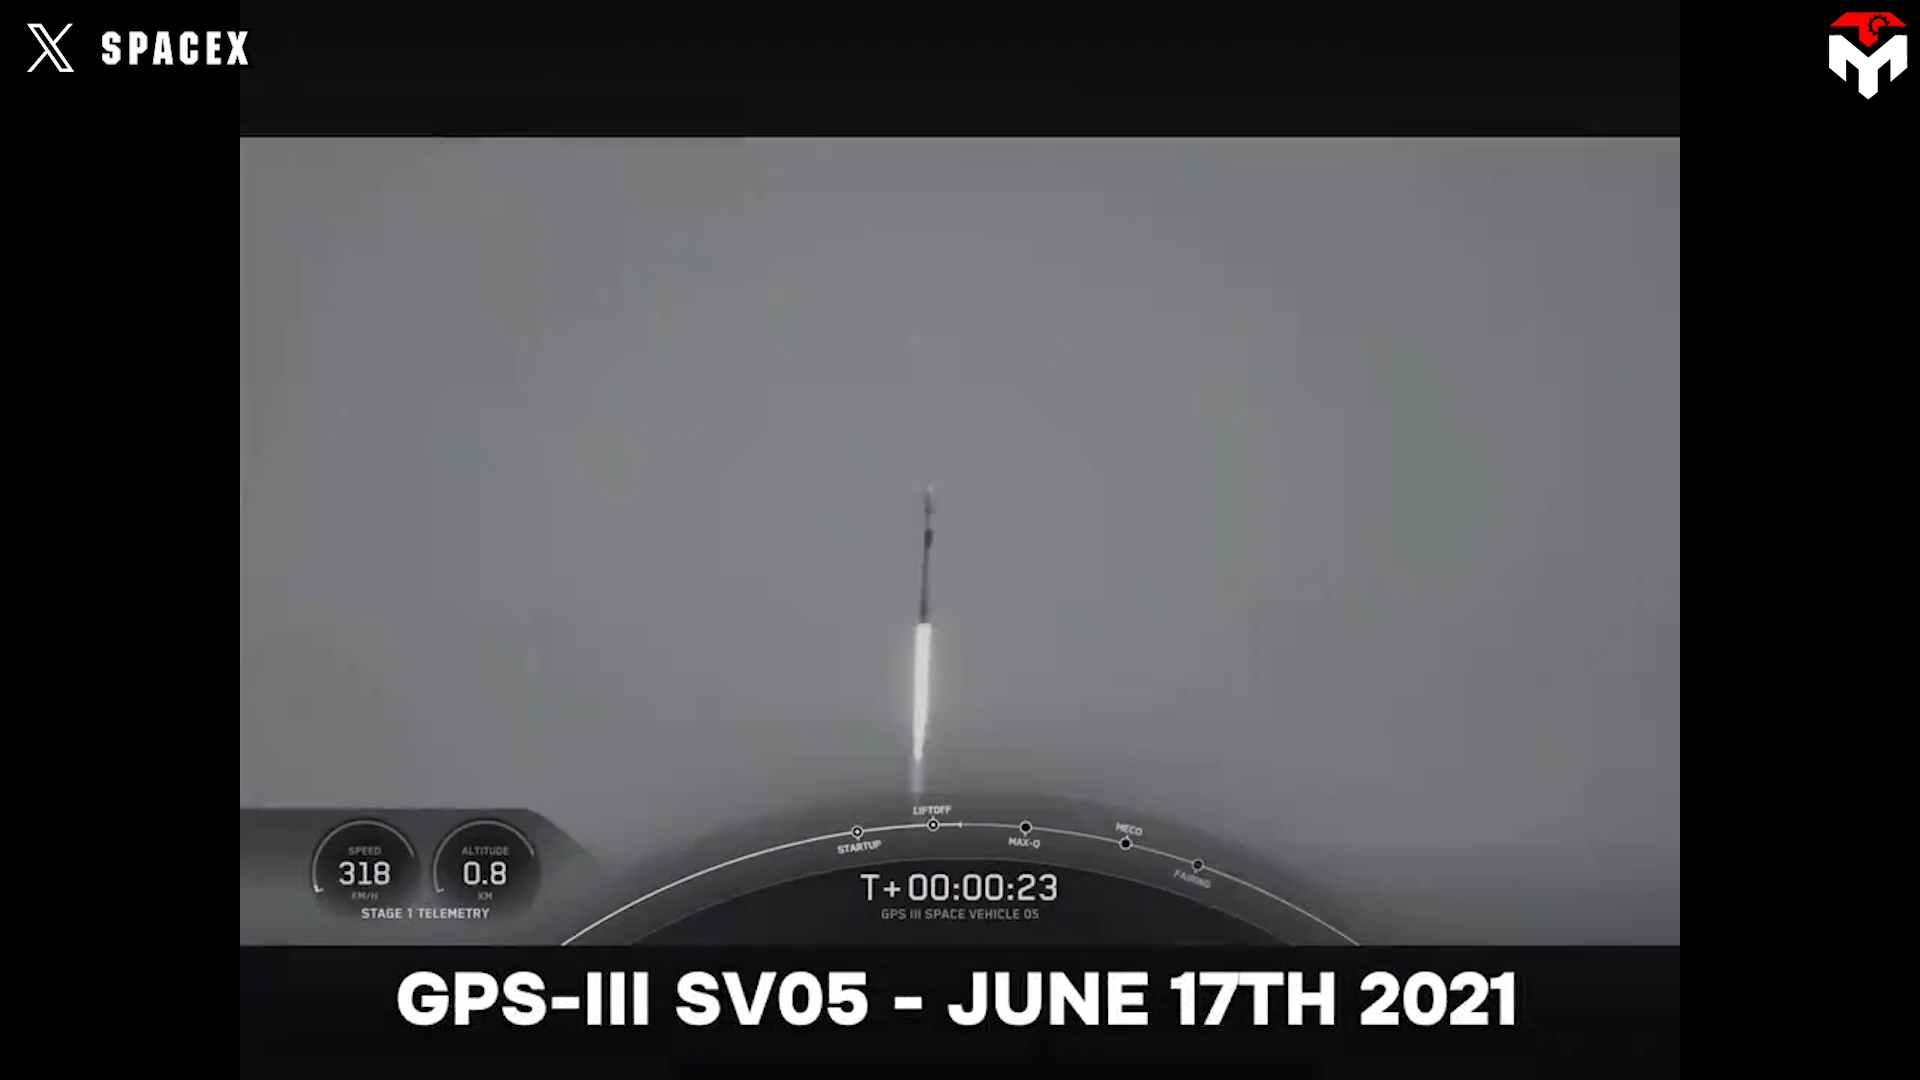 SPACEX
LIFTOFF
STARTUP
MAX-Q
MECO
FAIRING
SPEED
318
KM/H
ALTITUDE
0.8
KM
STAGE 1 TELEMETRY
T+00:00:23
GPS III SPACE VEHICLE 05
GPS-III SV05 - JUNE 17TH 2021